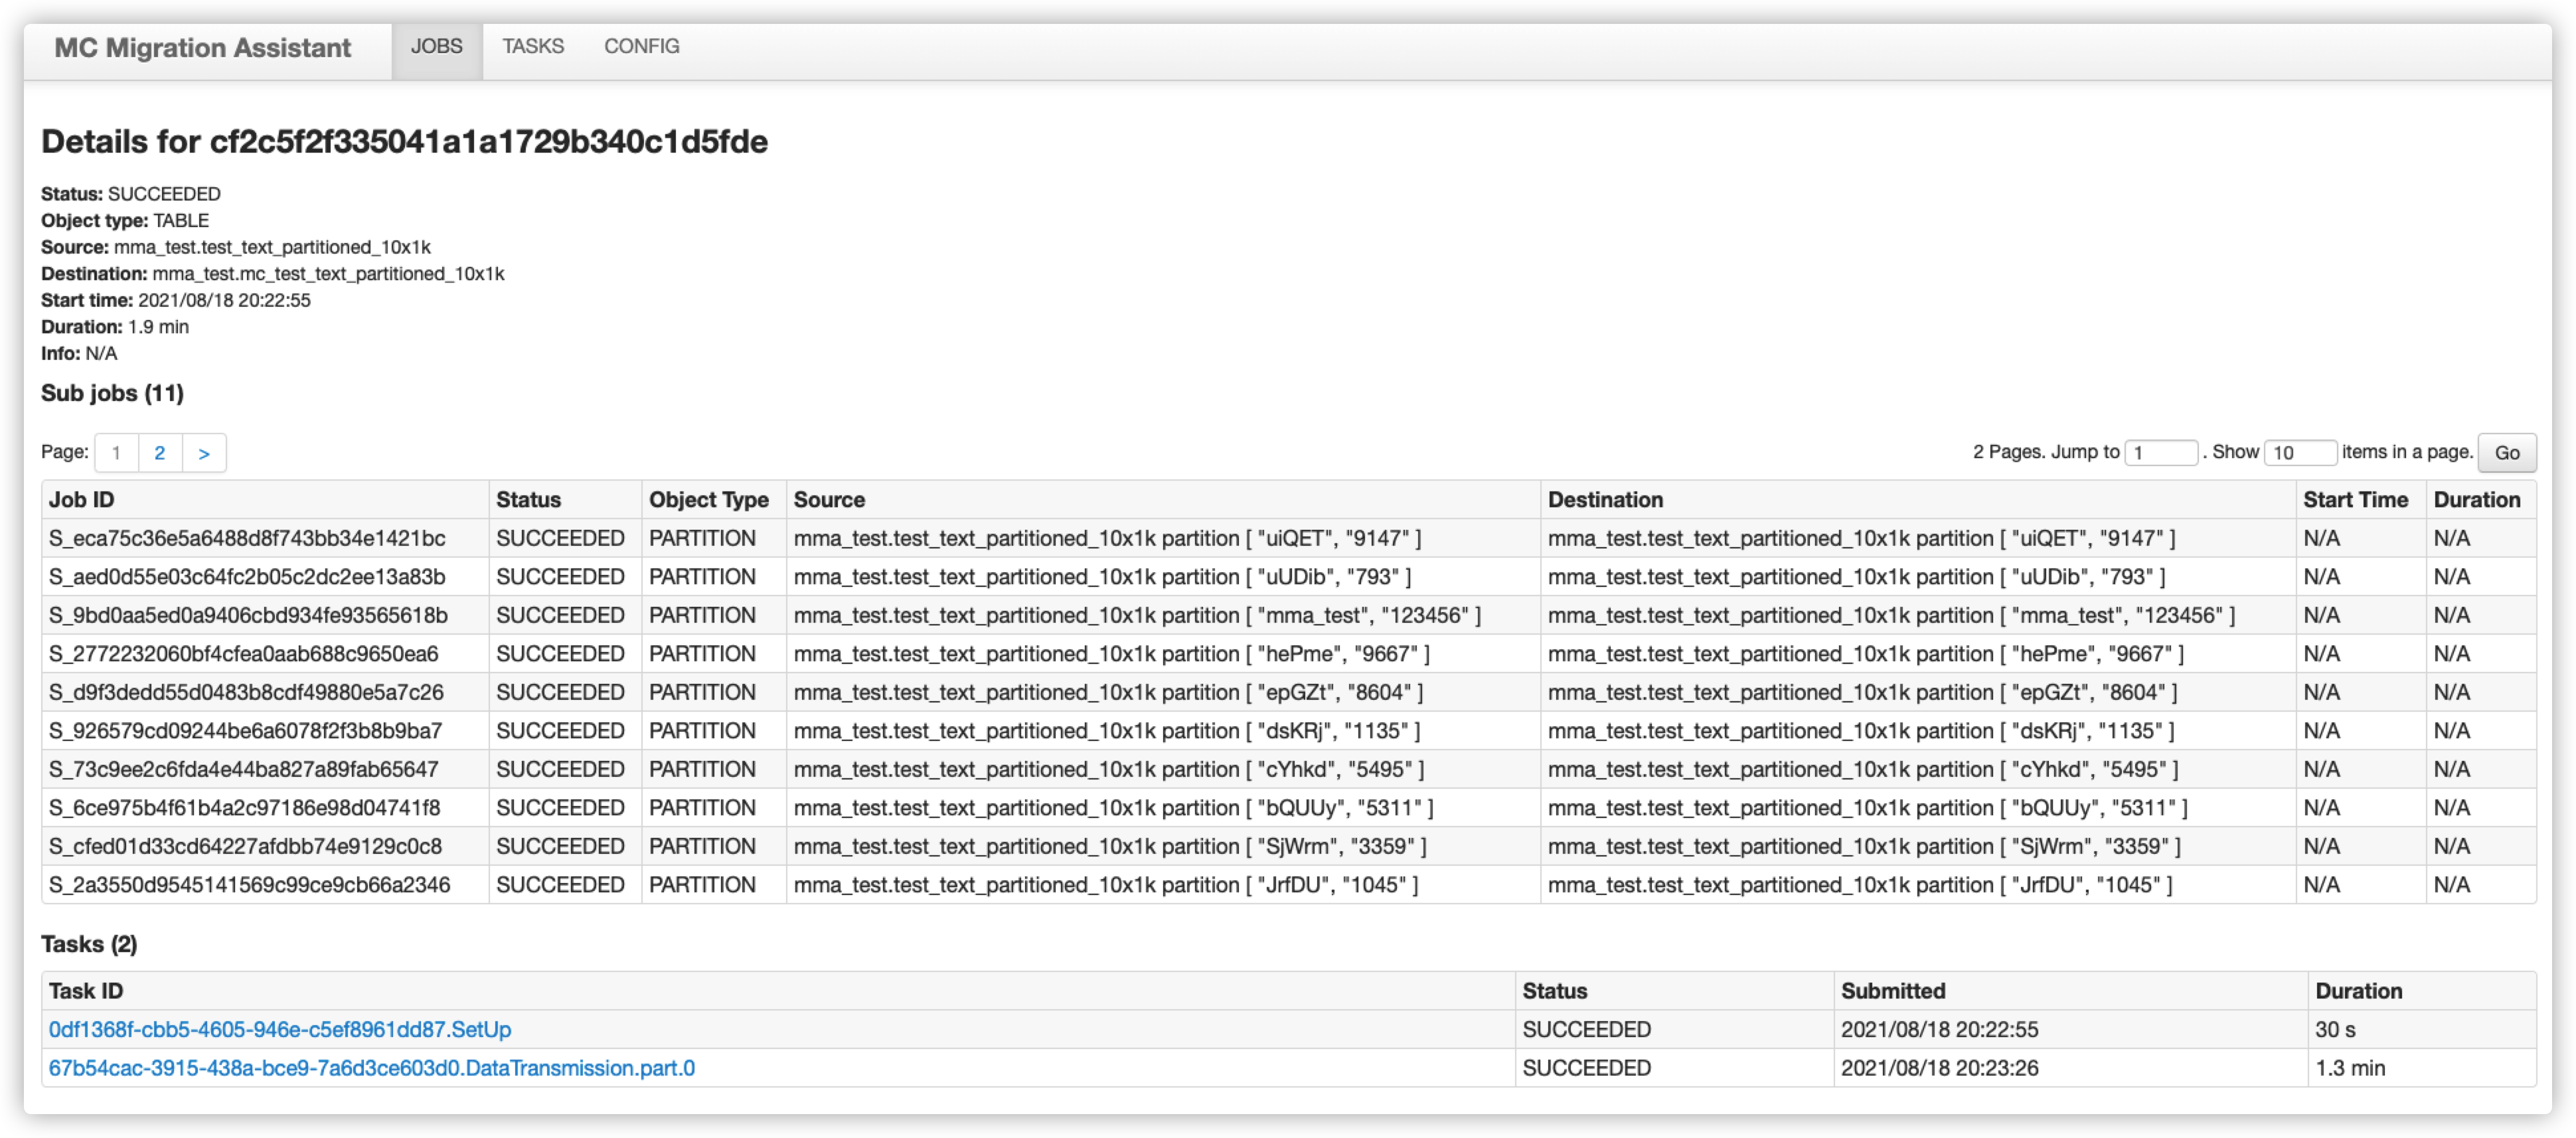 MC Migration Assistant JOBS TASKS CONFIG
Details for cf2c5f2f335041a1a1729b340c1d5fde
Status: SUCCEEDED
Object type: TABLE
Source: mma_test.test_text_partitioned_10x1k
Destination: mma_test.mc_test_text_partitioned_10x1k
Start time: 2021/08/18 20:22:55
Duration: 1.9 min
Info: N/A
Sub jobs (11)
Page: 1 2 > 2 Pages. Jump to 1 . Show 10 items in a page. Go
Job ID Status Object Type Source Destination Start Time Duration
S_eca75c36e5a6488d8f743bb34e1421bc SUCCEEDED PARTITION mma_test.test_text_partitioned_10x1k partition [ "uiQET", "9147" ] mma_test.test_text_partitioned_10x1k partition [ "uiQET", "9147" ] N/A N/A
S_aed0d55e03c64fc2b05c2dc2ee13a83b SUCCEEDED PARTITION mma_test.test_text_partitioned_10x1k partition [ "uUDib", "793" ] mma_test.test_text_partitioned_10x1k partition [ "uUDib", "793" ] N/A N/A
S_9bd0aa5ed0a9406cbd934fe93565618b SUCCEEDED PARTITION mma_test.test_text_partitioned_10x1k partition [ "mma_test", "123456" ] mma_test.test_text_partitioned_10x1k partition [ "mma_test", "123456" ] N/A N/A
S_2772232060bf4cfea0aab688c9650ea6 SUCCEEDED PARTITION mma_test.test_text_partitioned_10x1k partition [ "hePme", "9667" ] mma_test.test_text_partitioned_10x1k partition [ "hePme", "9667" ] N/A N/A
S_d9f3dedd55d0483b8cdf49880e5a7c26 SUCCEEDED PARTITION mma_test.test_text_partitioned_10x1k partition [ "epGZt", "8604" ] mma_test.test_text_partitioned_10x1k partition [ "epGZt", "8604" ] N/A N/A
S_926579cd09244be6a6078f2f3b8b9ba7 SUCCEEDED PARTITION mma_test.test_text_partitioned_10x1k partition [ "dsKRj", "1135" ] mma_test.test_text_partitioned_10x1k partition [ "dsKRj", "1135" ] N/A N/A
S_73c9ee2c6fda4e44ba827a89fab65647 SUCCEEDED PARTITION mma_test.test_text_partitioned_10x1k partition [ "cYhkd", "5495" ] mma_test.test_text_partitioned_10x1k partition [ "cYhkd", "5495" ] N/A N/A
S_6ce975b4f61b4a2c97186e98d04741f8 SUCCEEDED PARTITION mma_test.test_text_partitioned_10x1k partition [ "bQUUy", "5311" ] mma_test.test_text_partitioned_10x1k partition [ "bQUUy", "5311" ] N/A N/A
S_cfed01d33cd64227afdbb74e9129c0c8 SUCCEEDED PARTITION mma_test.test_text_partitioned_10x1k partition [ "SjWrm", "3359" ] mma_test.test_text_partitioned_10x1k partition [ "SjWrm", "3359" ] N/A N/A
S_2a3550d9545141569c99ce9cb66a2346 SUCCEEDED PARTITION mma_test.test_text_partitioned_10x1k partition [ "JrfDU", "1045" ] mma_test.test_text_partitioned_10x1k partition [ "JrfDU", "1045" ] N/A N/A
Tasks (2)
Task ID Status Submitted Duration
0df1368f-cbb5-4605-946e-c5ef8961dd87.SetUp SUCCEEDED 2021/08/18 20:22:55 30 s
67b54cac-3915-438a-bce9-7a6d3ce603d0.DataTransmission.part.0 SUCCEEDED 2021/08/18 20:23:26 1.3 min